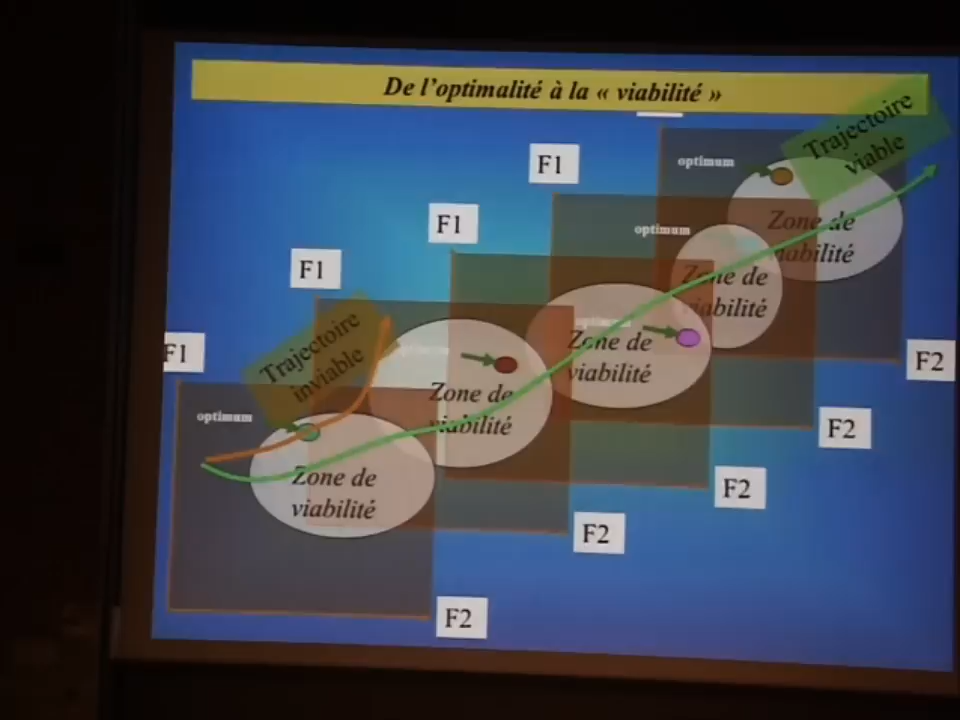 De l'optimalité à la « viabilité »
Trajectoire
viable
optimum
F1
Zone de
viabilité
optimum
F1
Zone de
viabilité
F1
Zone de
viabilité
F2
Trajectoire
inviable
F1
Zone de
viabilité
F2
optimum
Zone de
viabilité
F2
F2
F2